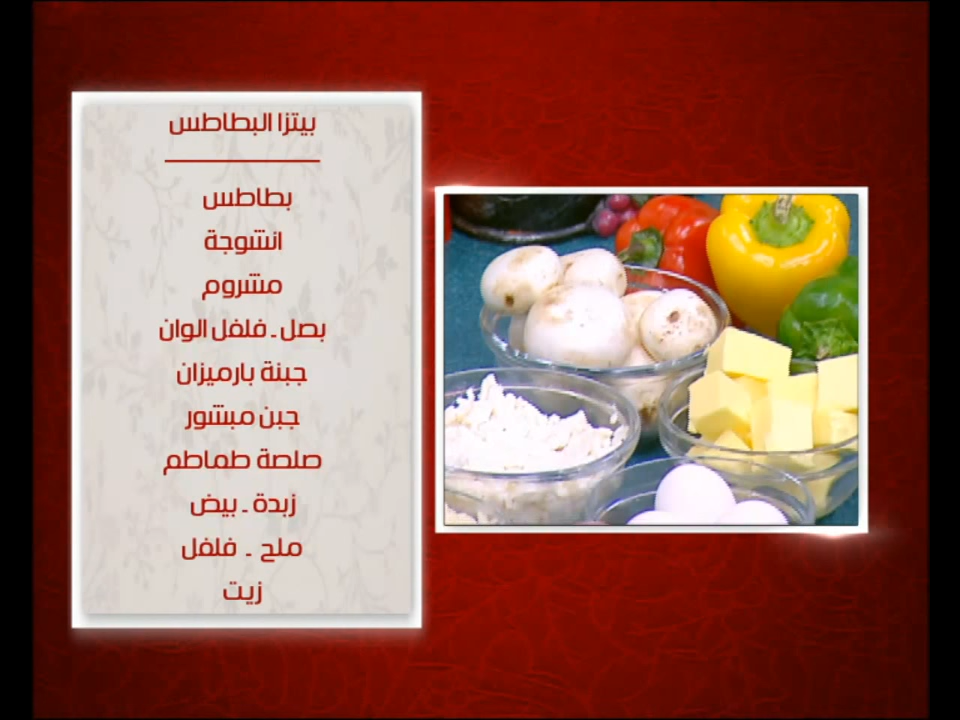 بيتزا البطاطس
بطاطس
انشوجة
مشروم
بصل - فلفل الوان
جبنة بارميزان
جبن مبشور
صلصة طماطم
زبدة - بيض
ملح - فلفل
زيت